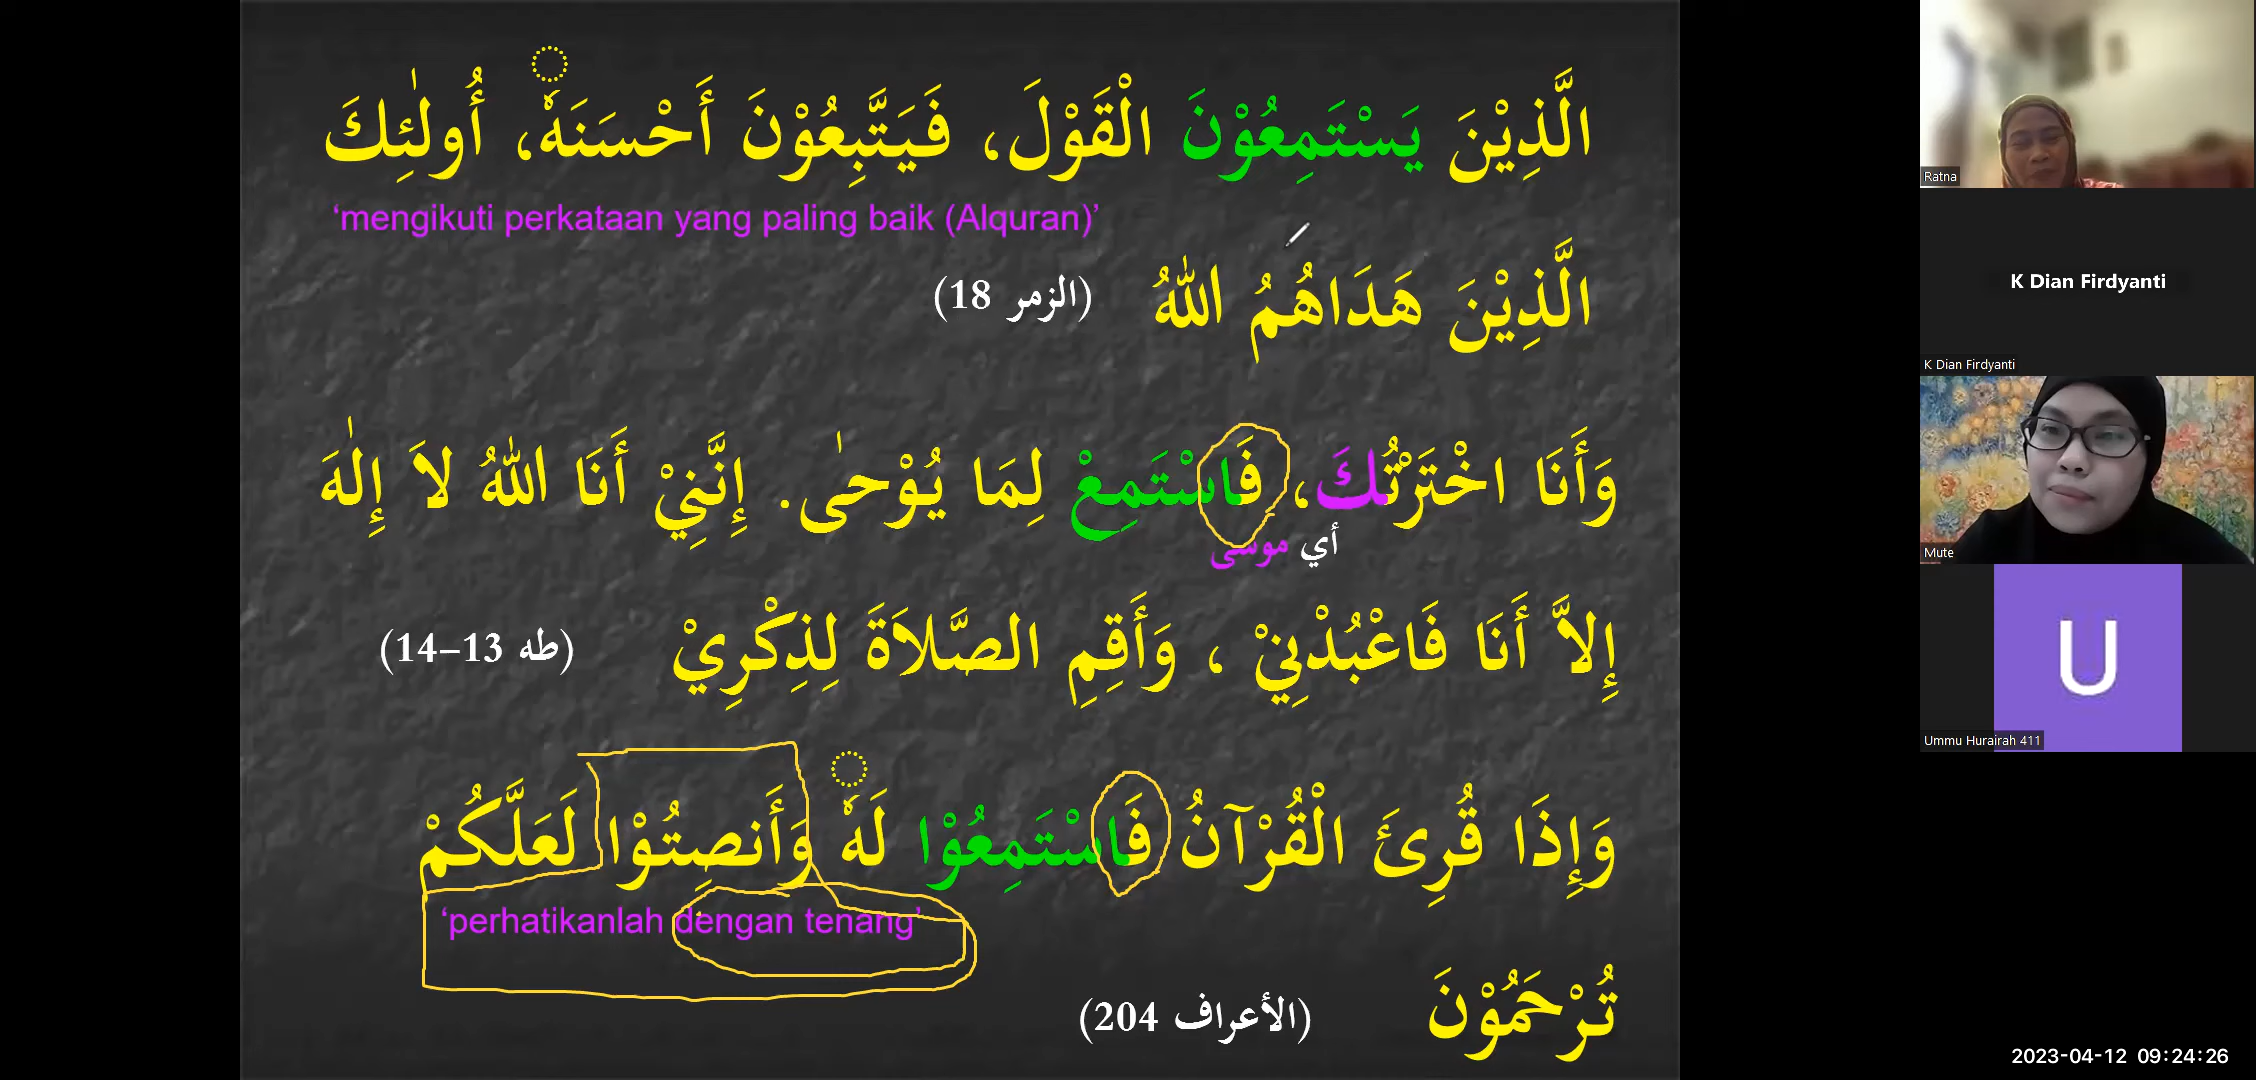 الَّذِيْنَ يَسْتَمِعُوْنَ الْقَوْلَ، فَيَتَّبِعُوْنَ أَحْسَنَهٗ، أُولٰئِكَ
‘mengikuti perkataan yang paling baik (Alquran)’
الَّذِيْنَ هَدَاهُمُ اللهُ (الزمر 18)
وَأَنَا اخْتَرْتُكَ، فَاسْتَمِعْ لِمَا يُوْحٰى. إِنَّنِيْ أَنَا اللهُ لاَ إِلٰهَ
أي موسى
إِلاَّ أَنَا فَاعْبُدْنِيْ ، وَأَقِمِ الصَّلاَةَ لِذِكْرِيْ (طه 13-14)
وَإِذَا قُرِئَ الْقُرْآنُ فَاسْتَمِعُوْا لَهٗ وَأَنصِتُوْا لَعَلَّكُمْ
‘perhatikanlah dengan tenang’
تُرْحَمُوْنَ (الأعراف 204)
Ratna
K Dian Firdyanti
K Dian Firdyanti
Mute
U
Ummu Hurairah 411
2023-04-12 09:24:26